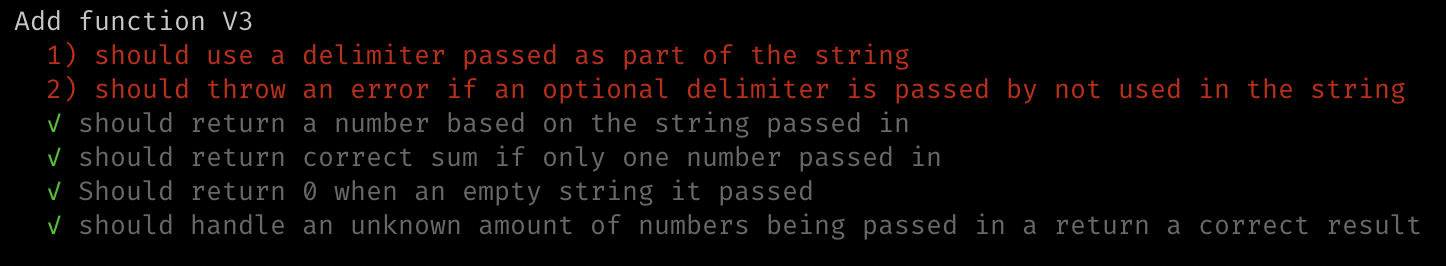 Add function V3
1) should use a delimiter passed as part of the string
2) should throw an error if an optional delimiter is passed by not used in the string
√ should return a number based on the string passed in
√ should return correct sum if only one number passed in
√ Should return 0 when an empty string it passed
√ should handle an unknown amount of numbers being passed in a return a correct result